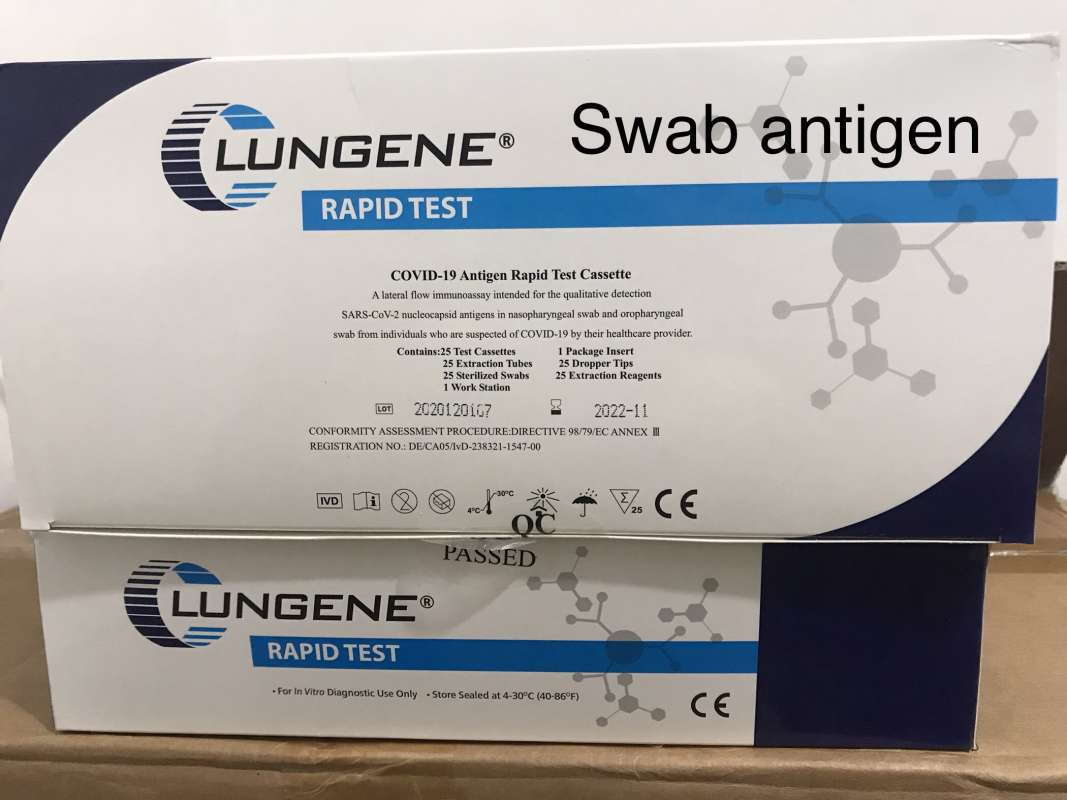 CLUNGENE®
Swab antigen
RAPID TEST
COVID-19 Antigen Rapid Test Cassette
A lateral flow immunoassay intended for the qualitative detection
SARS-CoV-2 nucleocapsid antigens in nasopharyngeal swab and oropharyngeal
swab from individuals who are suspected of COVID-19 by their healthcare provider.
Contains:25 Test Cassettes 1 Package Insert
25 Extraction Tubes 25 Dropper Tips
25 Sterilized Swabs 25 Extraction Reagents
1 Work Station
LOT 2020120107 2022-11
CONFORMITY ASSESSMENT PROCEDURE:DIRECTIVE 98/79/EC ANNEX Ⅲ
REGISTRATION NO.: DE/CA05/IvD-238321-1547-00
IVD i 2 4°C 30°C Σ 25 CE
QC
PASSED
CLUNGENE®
RAPID TEST
• For In Vitro Diagnostic Use Only • Store Sealed at 4-30°C (40-86°F)
CE